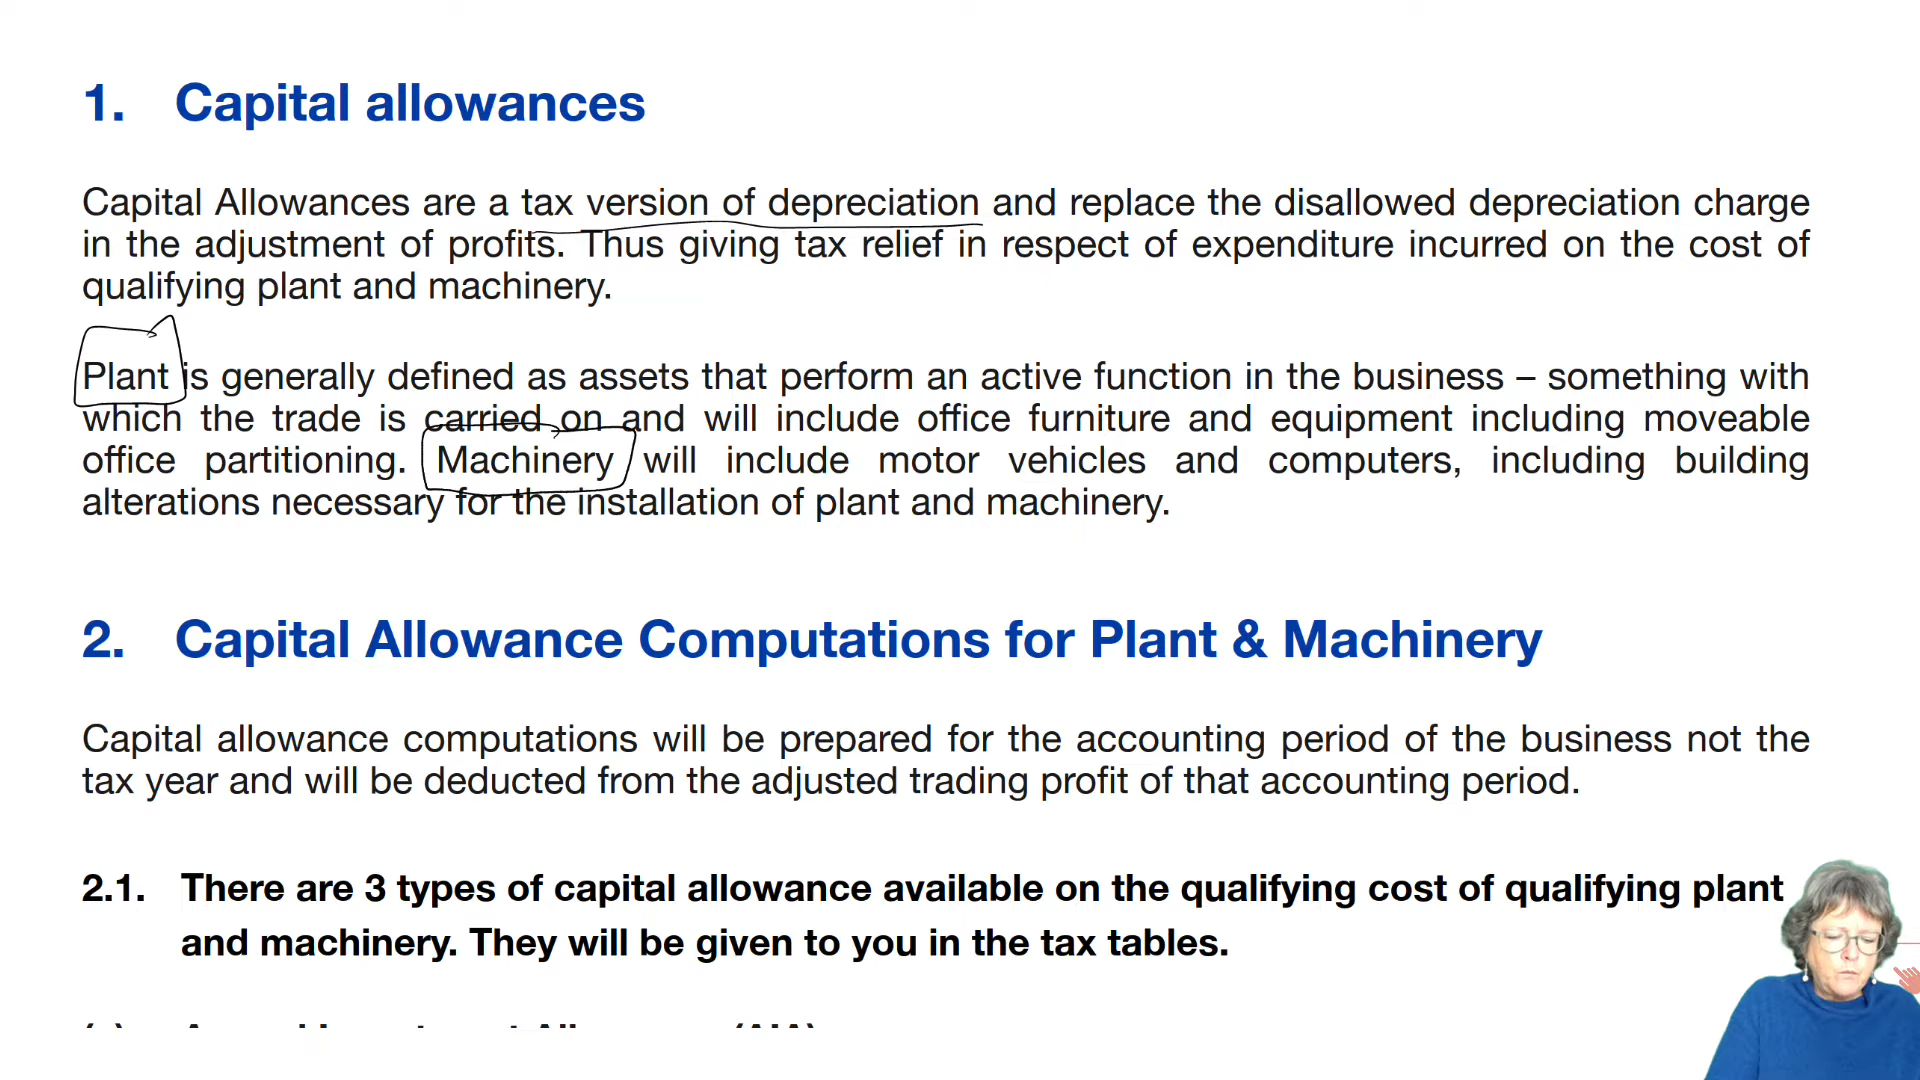 1. Capital allowances
Capital Allowances are a tax version of depreciation and replace the disallowed depreciation charge
in the adjustment of profits. Thus giving tax relief in respect of expenditure incurred on the cost of
qualifying plant and machinery.
Plant is generally defined as assets that perform an active function in the business – something with
which the trade is carried on and will include office furniture and equipment including moveable
office partitioning. Machinery will include motor vehicles and computers, including building
alterations necessary for the installation of plant and machinery.
2. Capital Allowance Computations for Plant & Machinery
Capital allowance computations will be prepared for the accounting period of the business not the
tax year and will be deducted from the adjusted trading profit of that accounting period.
2.1. There are 3 types of capital allowance available on the qualifying cost of qualifying plant
and machinery. They will be given to you in the tax tables.